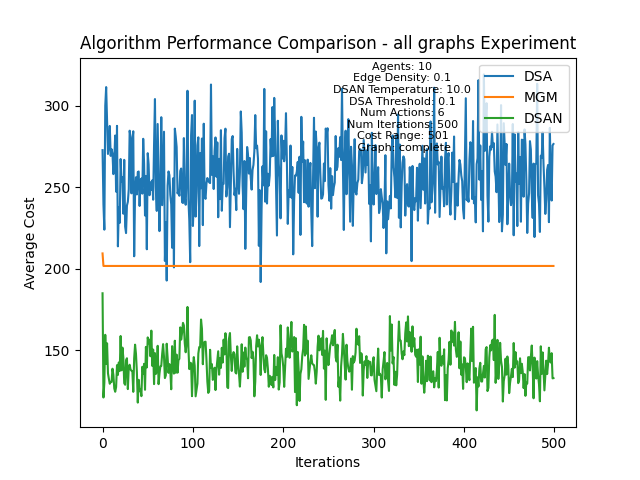 Algorithm Performance Comparison - all graphs Experiment
Agents: 10
Edge Density: 0.1
DSAN Temperature: 10.0
DSA Threshold: 0.1
Num Actions: 6
Num Iterations: 500
Cost Range: 501
Graph: complete
DSA
MGM
DSAN
Average Cost
300
250
200
150
0
100
200
300
400
500
Iterations